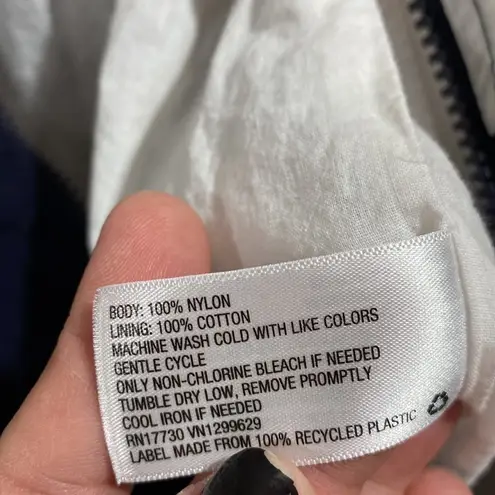 BODY: 100% NYLON
LINING: 100% COTTON
MACHINE WASH COLD WITH LIKE COLORS
GENTLE CYCLE
ONLY NON-CHLORINE BLEACH IF NEEDED
TUMBLE DRY LOW, REMOVE PROMPTLY
COOL IRON IF NEEDED
RN17730 VN1299629
LABEL MADE FROM 100% RECYCLED PLASTIC